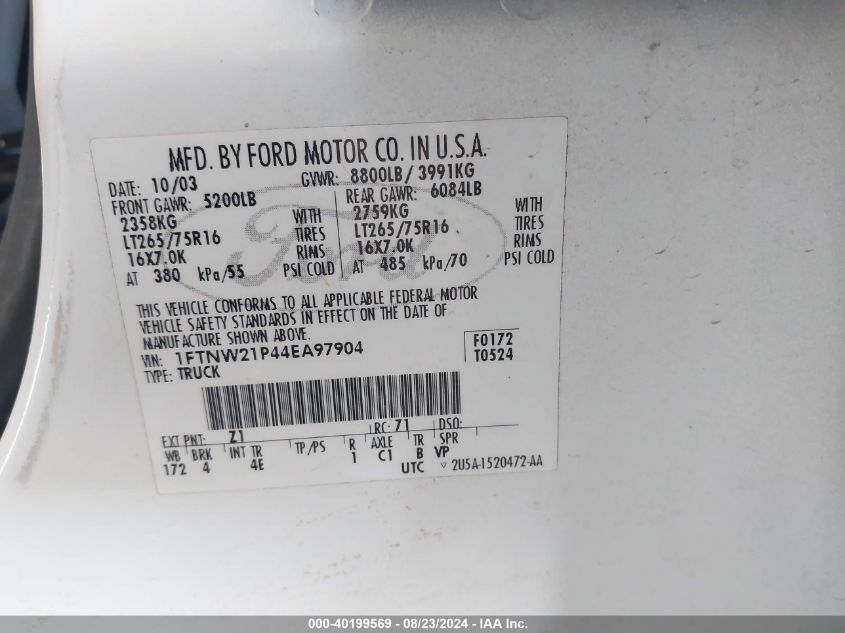 MFD. BY FORD MOTOR CO. IN U.S.A.
DATE: 10/03 GVWR: 8800LB/ 3991KG
FRONT GAWR: 5200LB REAR GAWR: 6084LB
2358KG WITH 2759KG WITH
LT265/75R16 TIRES LT265/75R16 TIRES
16X7.0K RIMS 16X7.0K RIMS
AT 380 kPa/55 PSI COLD AT 485 kPa/70 PSI COLD
Ford
THIS VEHICLE CONFORMS TO ALL APPLICABLE FEDERAL MOTOR
VEHICLE SAFETY STANDARDS IN EFFECT ON THE DATE OF
MANUFACTURE SHOWN ABOVE.
VIN: 1FTNW21P44EA97904 F0172
TYPE: TRUCK T0524
EXT PNT: Z1 RC: 71 DSO:
WB BRK INT TR TP/PS R AXLE TR SPR
172 4 4E 1 C1 B VP
UTC ▽ 2U5A-1520472-AA
000-40199569 - 08/23/2024 - IAA Inc.